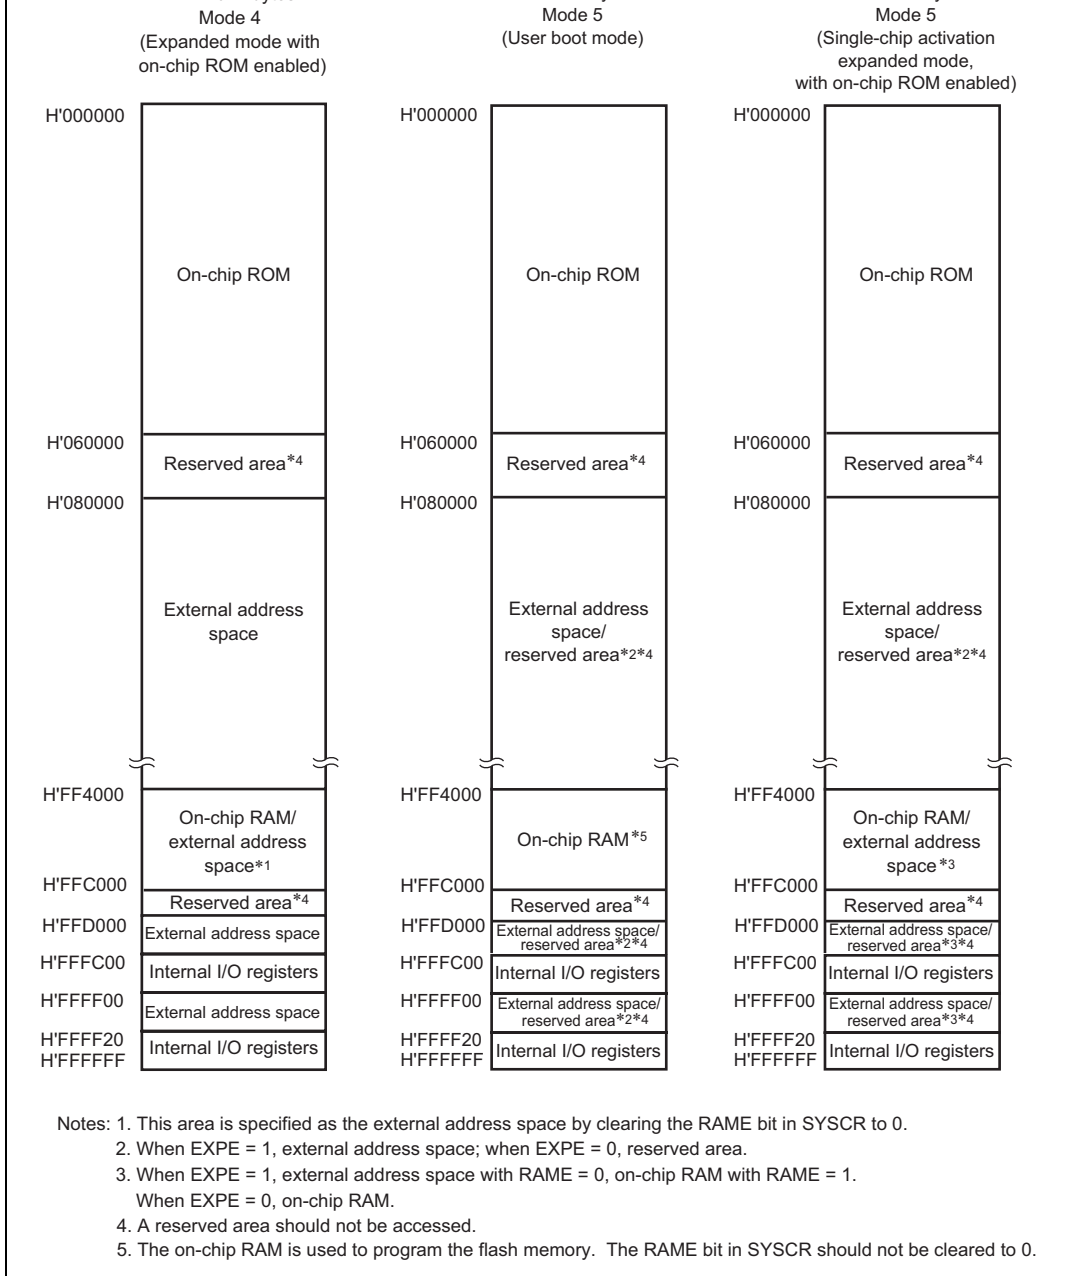 Mode 4
(Expanded mode with
on-chip ROM enabled)
H'000000
On-chip ROM
H'060000
Reserved area*4
H'080000
External address
space
H'FF4000
On-chip RAM/
external address
space*1
H'FFC000
Reserved area*4
H'FFD000
External address space
H'FFFC00
Internal I/O registers
H'FFFF00
External address space
H'FFFF20
Internal I/O registers
H'FFFFFF
Mode 5
(User boot mode)
H'000000
On-chip ROM
H'060000
Reserved area*4
H'080000
External address
space/
reserved area*2*4
H'FF4000
On-chip RAM*5
H'FFC000
Reserved area*4
H'FFD000
External address space/
reserved area*2*4
H'FFFC00
Internal I/O registers
H'FFFF00
External address space/
reserved area*2*4
H'FFFF20
Internal I/O registers
H'FFFFFF
Mode 5
(Single-chip activation
expanded mode,
with on-chip ROM enabled)
H'000000
On-chip ROM
H'060000
Reserved area*4
H'080000
External address
space/
reserved area*2*4
H'FF4000
On-chip RAM/
external address
space*3
H'FFC000
Reserved area*4
H'FFD000
External address space/
reserved area*3*4
H'FFFC00
Internal I/O registers
H'FFFF00
External address space/
reserved area*3*4
H'FFFF20
Internal I/O registers
H'FFFFFF
Notes: 1. This area is specified as the external address space by clearing the RAME bit in SYSCR to 0.
2. When EXPE = 1, external address space; when EXPE = 0, reserved area.
3. When EXPE = 1, external address space with RAME = 0, on-chip RAM with RAME = 1.
When EXPE = 0, on-chip RAM.
4. A reserved area should not be accessed.
5. The on-chip RAM is used to program the flash memory. The RAME bit in SYSCR should not be cleared to 0.